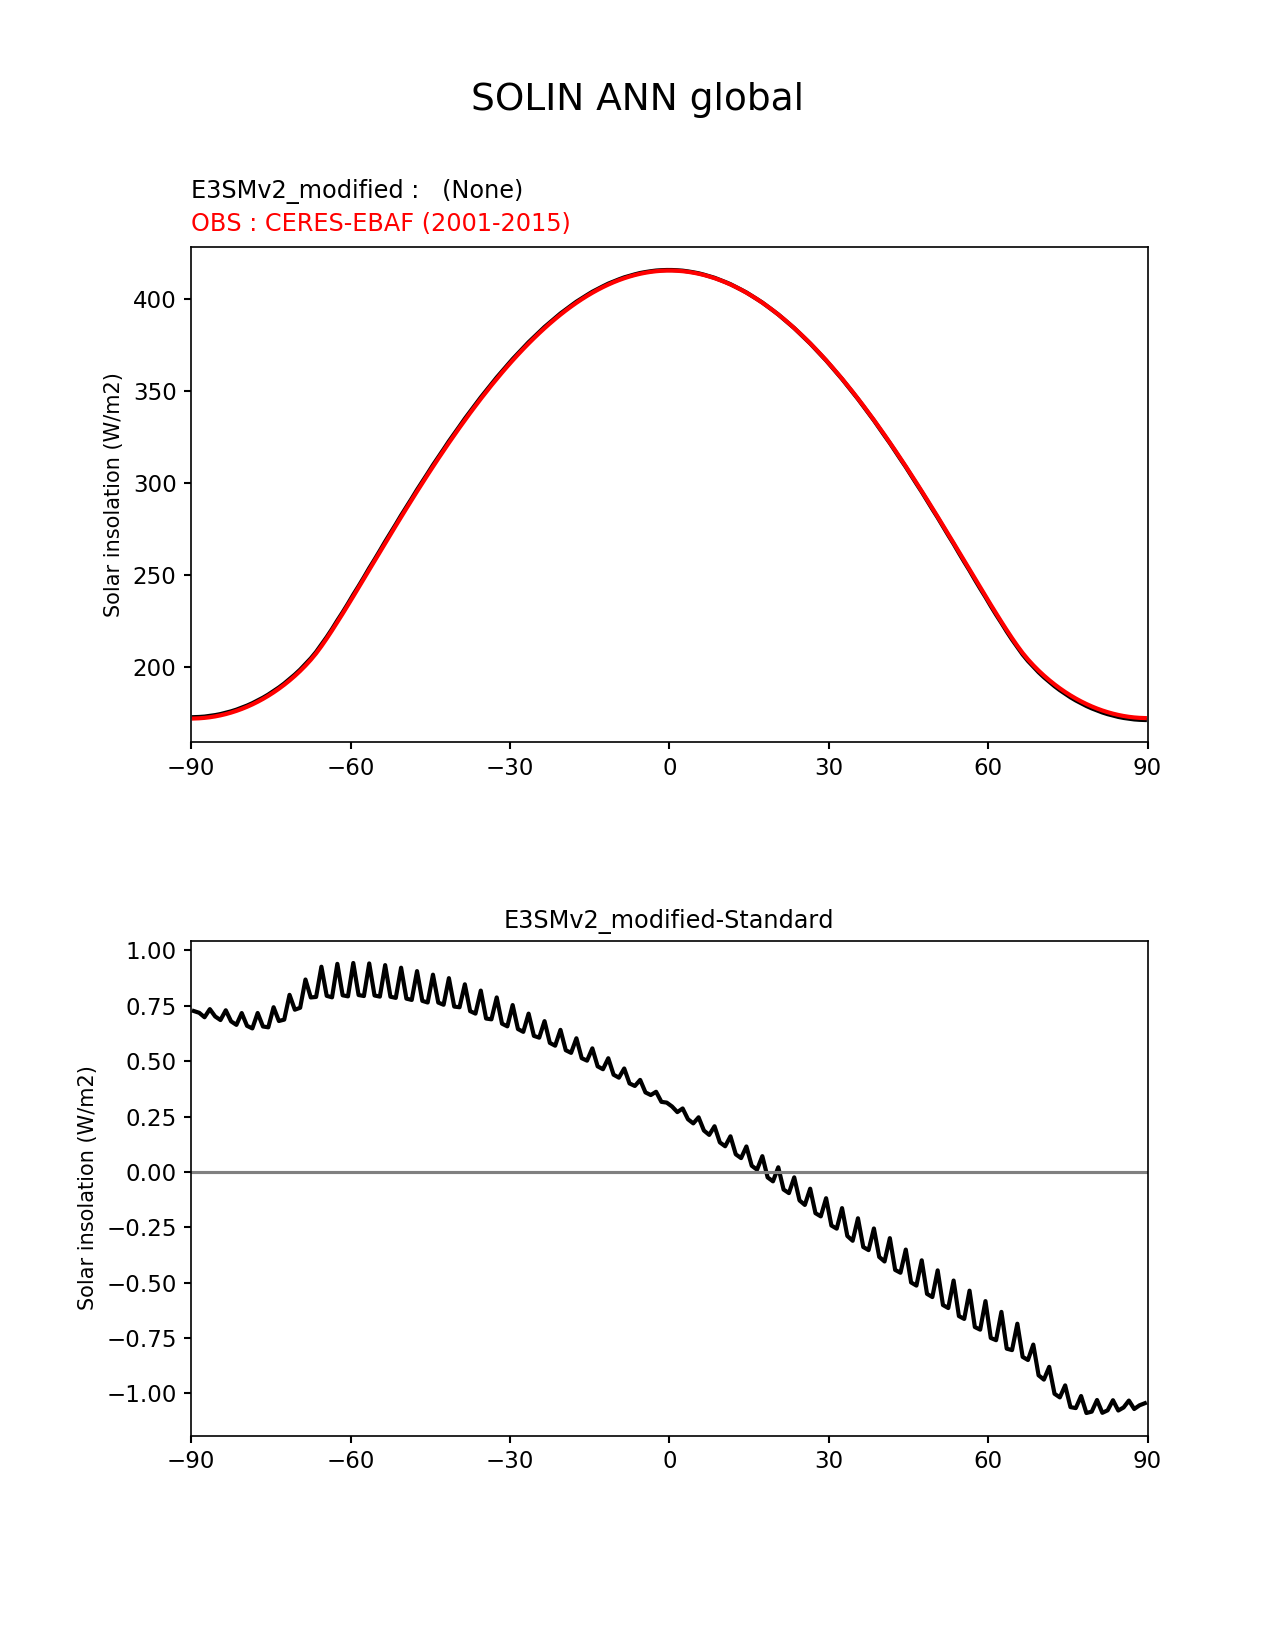 SOLIN ANN global
E3SMv2_modified :   (None)
OBS : CERES-EBAF (2001-2015)
400
350
300
250
200
Solar insolation (W/m2)
−90 −60 −30 0 30 60 90
E3SMv2_modified-Standard
1.00
0.75
0.50
0.25
0.00
−0.25
−0.50
−0.75
−1.00
Solar insolation (W/m2)
−90 −60 −30 0 30 60 90